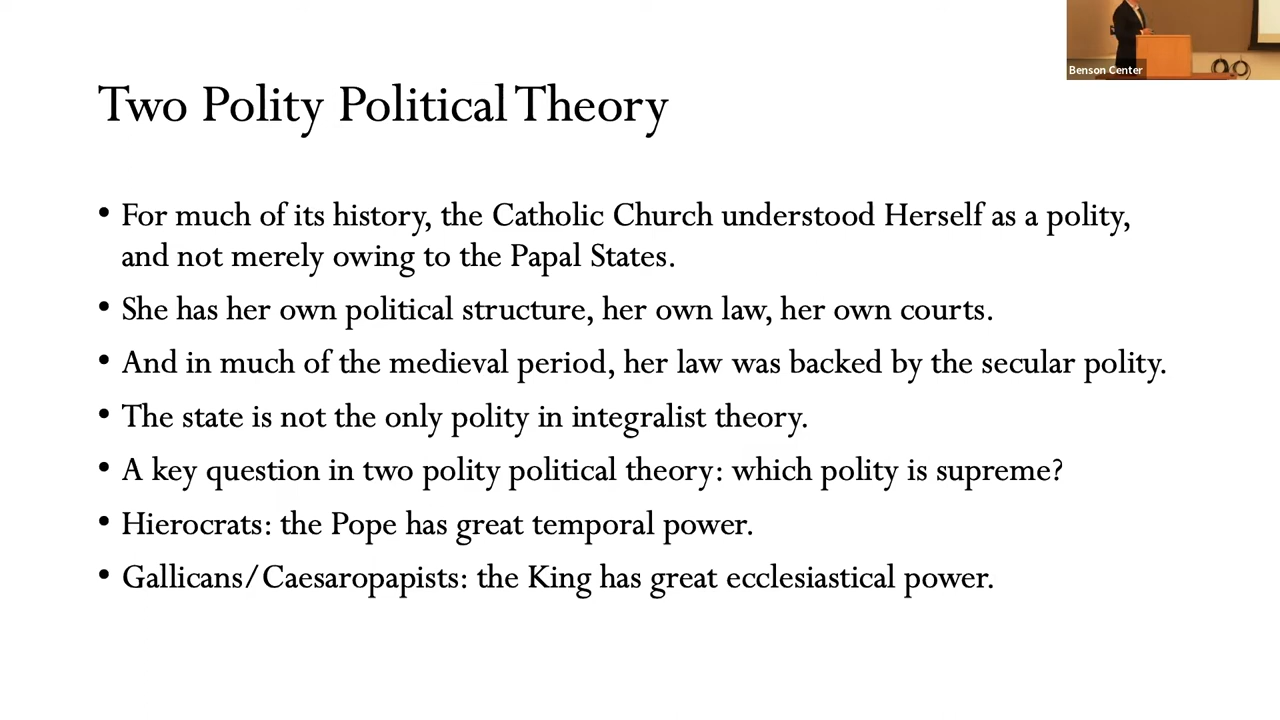 Benson Center
Two Polity Political Theory
• For much of its history, the Catholic Church understood Herself as a polity,
and not merely owing to the Papal States.
• She has her own political structure, her own law, her own courts.
• And in much of the medieval period, her law was backed by the secular polity.
• The state is not the only polity in integralist theory.
• A key question in two polity political theory: which polity is supreme?
• Hierocrats: the Pope has great temporal power.
• Gallicans/Caesaropapists: the King has great ecclesiastical power.